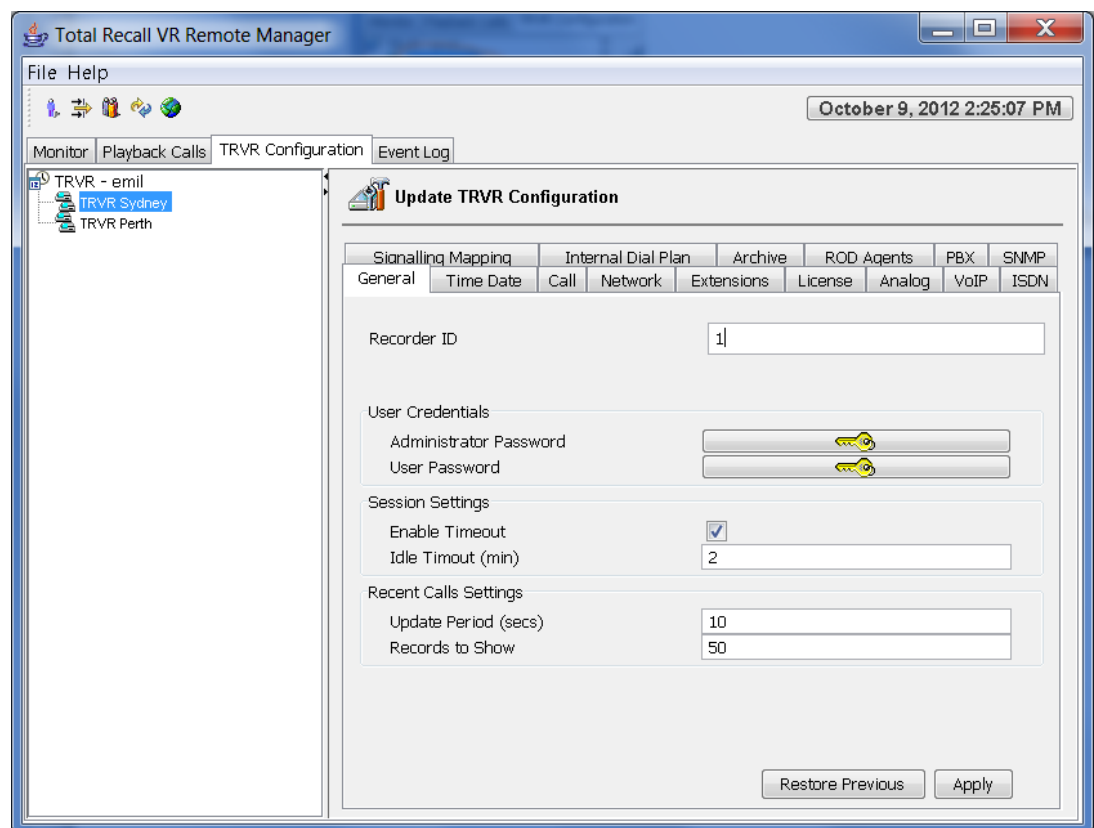 Total Recall VR Remote Manager
File Help
October 9, 2012 2:25:07 PM
Monitor Playback Calls TRVR Configuration Event Log
TRVR - emil
TRVR Sydney
TRVR Perth
Update TRVR Configuration
Signalling Mapping Internal Dial Plan Archive ROD Agents PBX SNMP
General Time Date Call Network Extensions License Analog VoIP ISDN
Recorder ID 1
User Credentials
Administrator Password
User Password
Session Settings
Enable Timeout
Idle Timout (min) 2
Recent Calls Settings
Update Period (secs) 10
Records to Show 50
Restore Previous Apply